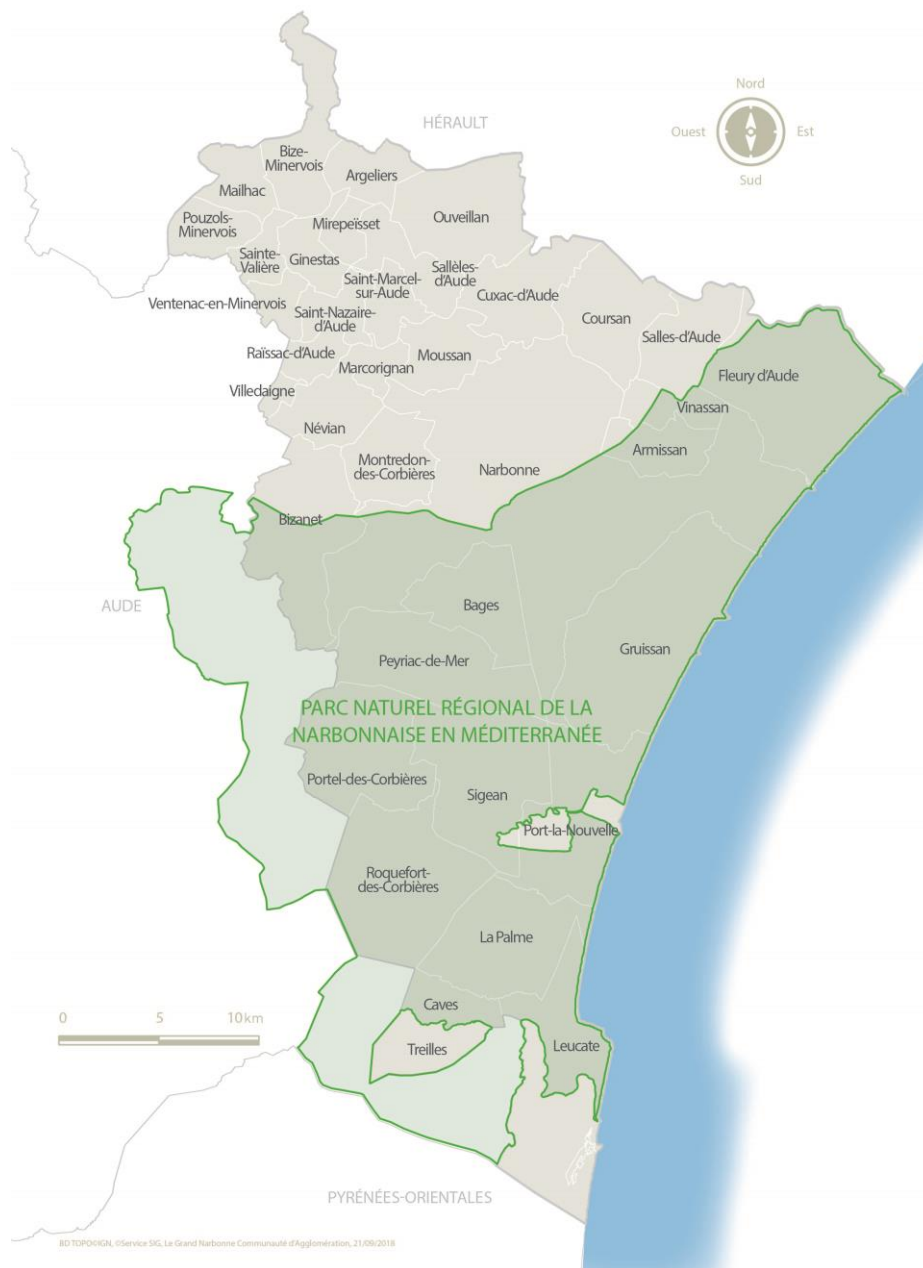 Nord
Ouest
Est
Sud
HÉRAULT
Bize-
Minervois
Argeliers
Mailhac
Pouzols-
Minervois
Mirepeïsset
Ouveillan
Sainte-
Valière
Ginestas
Saint-Marcel-
sur-Aude
Sallèles-
d'Aude
Cuxac-d'Aude
Ventenac-en-Minervois
Saint-Nazaire-
d'Aude
Coursan
Salles-d'Aude
Raïssac-d'Aude
Marcorignan
Moussan
Villedaigne
Fleury d'Aude
Vinassan
Névian
Armissan
Montredon-
des-Corbières
Narbonne
Bizanet
AUDE
Bages
Gruissan
Peyriac-de-Mer
PARC NATUREL RÉGIONAL DE LA
NARBONNAISE EN MÉDITERRANÉE
Portel-des-Corbières
Sigean
Port-la-Nouvelle
Roquefort-
des-Corbières
La Palme
Caves
0 5 10 km
Treilles
Leucate
PYRÉNÉES-ORIENTALES
BD TOPO©IGN, ©Service SIG, Le Grand Narbonne Communauté d'Agglomération, 21/09/2018